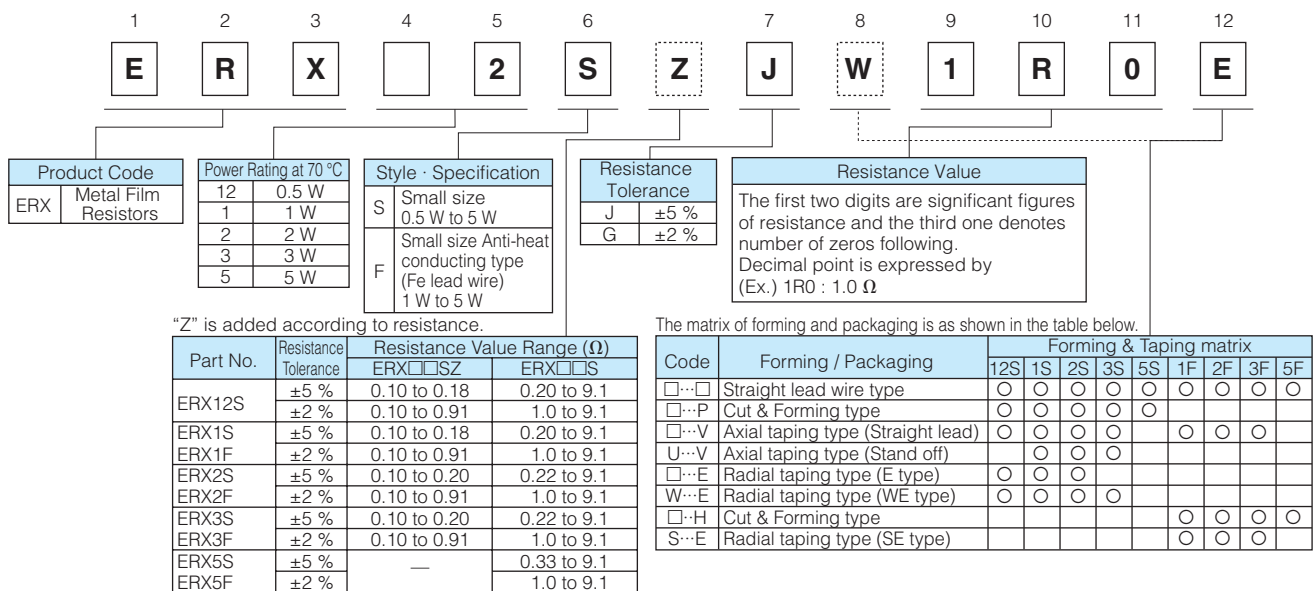 1 2 3 4 5 6 7 8 9 10 11 12
E R X 2 S Z J W 1 R 0 E
Product Code
ERX Metal Film Resistors
Power Rating at 70 °C
12 0.5 W
1 1 W
2 2 W
3 3 W
5 5 W
Style · Specification
S Small size
0.5 W to 5 W
F Small size Anti-heat
conducting type
(Fe lead wire)
1 W to 5 W
Resistance
Tolerance
J ±5 %
G ±2 %
Resistance Value
The first two digits are significant figures
of resistance and the third one denotes
number of zeros following.
Decimal point is expressed by
(Ex.) 1R0 : 1.0 Ω
“Z” is added according to resistance.
Part No. Resistance Tolerance Resistance Value Range (Ω)
ERX□□SZ ERX□□S
ERX12S ±5 % 0.10 to 0.18 0.20 to 9.1
±2 % 0.10 to 0.91 1.0 to 9.1
ERX1S ±5 % 0.10 to 0.18 0.20 to 9.1
ERX1F ±2 % 0.10 to 0.91 1.0 to 9.1
ERX2S ±5 % 0.10 to 0.20 0.22 to 9.1
ERX2F ±2 % 0.10 to 0.91 1.0 to 9.1
ERX3S ±5 % 0.10 to 0.20 0.22 to 9.1
ERX3F ±2 % 0.10 to 0.91 1.0 to 9.1
ERX5S ±5 % — 0.33 to 9.1
ERX5F ±2 % 1.0 to 9.1
The matrix of forming and packaging is as shown in the table below.
Code Forming / Packaging Forming & Taping matrix
12S 1S 2S 3S 5S 1F 2F 3F 5F
□···□ Straight lead wire type ○ ○ ○ ○ ○ ○ ○ ○ ○
□···P Cut & Forming type ○ ○ ○ ○ ○
□···V Axial taping type (Straight lead) ○ ○ ○ ○ ○ ○ ○
U···V Axial taping type (Stand off) ○ ○ ○
□···E Radial taping type (E type) ○ ○ ○
W···E Radial taping type (WE type) ○ ○ ○ ○
□··H Cut & Forming type ○ ○ ○ ○
S···E Radial taping type (SE type) ○ ○ ○